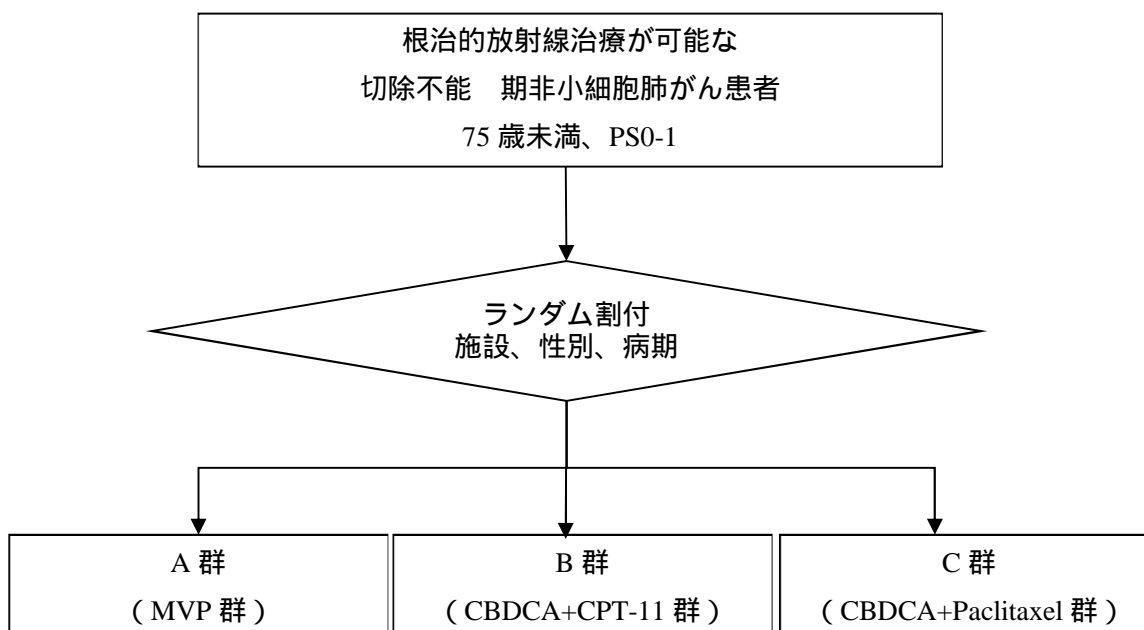 根治的放射線治療が可能な
切除不能　期非小細胞肺がん患者
75 歳未満、PS0-1
ランダム割付
施設、性別、病期
A 群
（MVP 群）
B 群
（CBDCA+CPT-11 群）
C 群
（CBDCA+Paclitaxel 群）